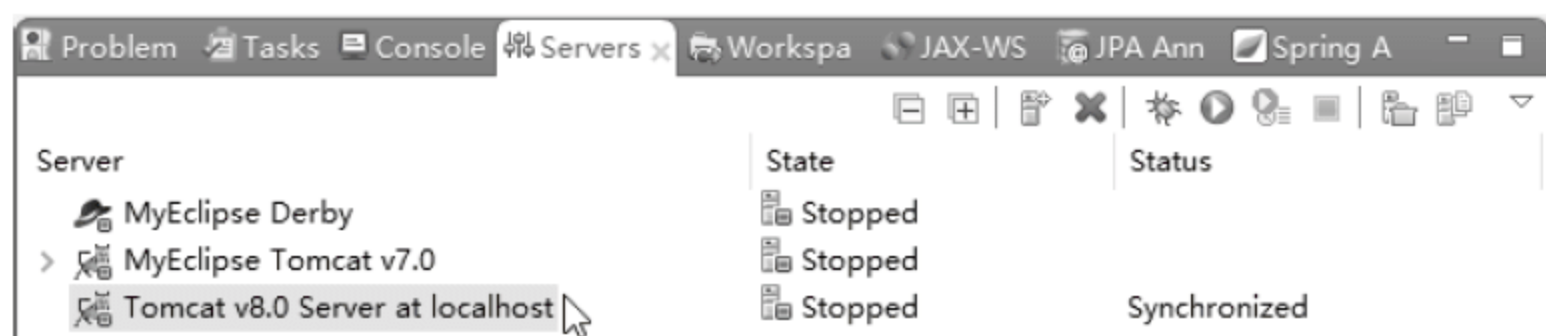 Problem Tasks Console Servers Workspa JAX-WS JPA Ann Spring A
Server State Status
MyEclipse Derby Stopped
MyEclipse Tomcat v7.0 Stopped
Tomcat v8.0 Server at localhost Stopped Synchronized